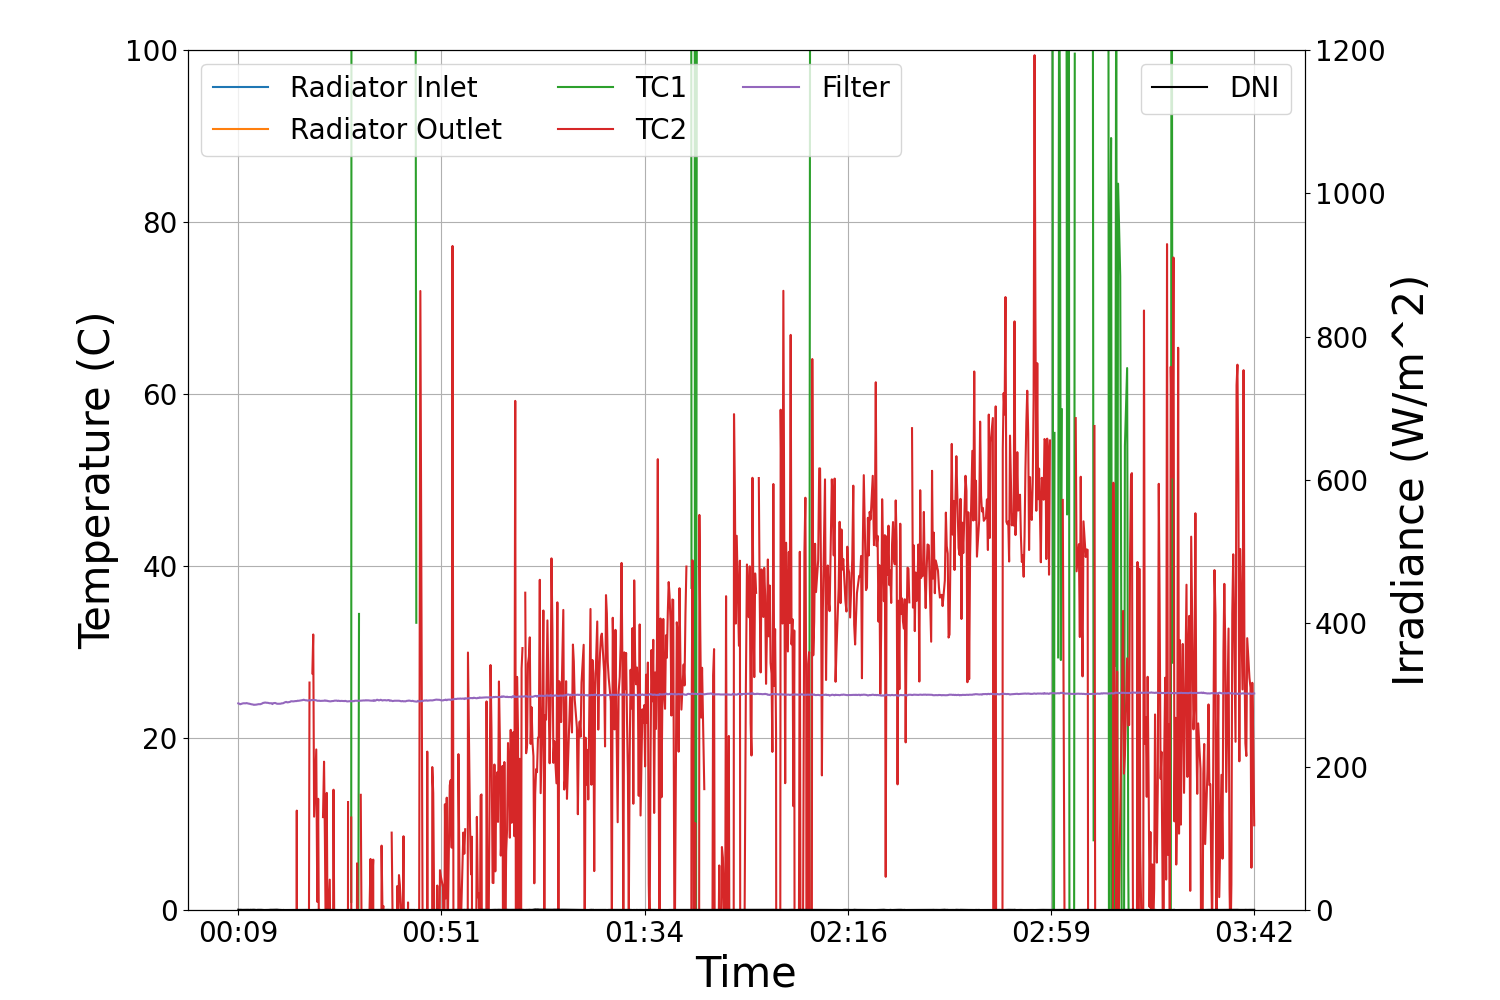 100
80
60
40
20
0
Temperature (C)
Radiator Inlet
Radiator Outlet
TC1
TC2
Filter
DNI
1200
1000
800
600
400
200
0
Irradiance (W/m^2)
00:09 00:51 01:34 02:16 02:59 03:42
Time